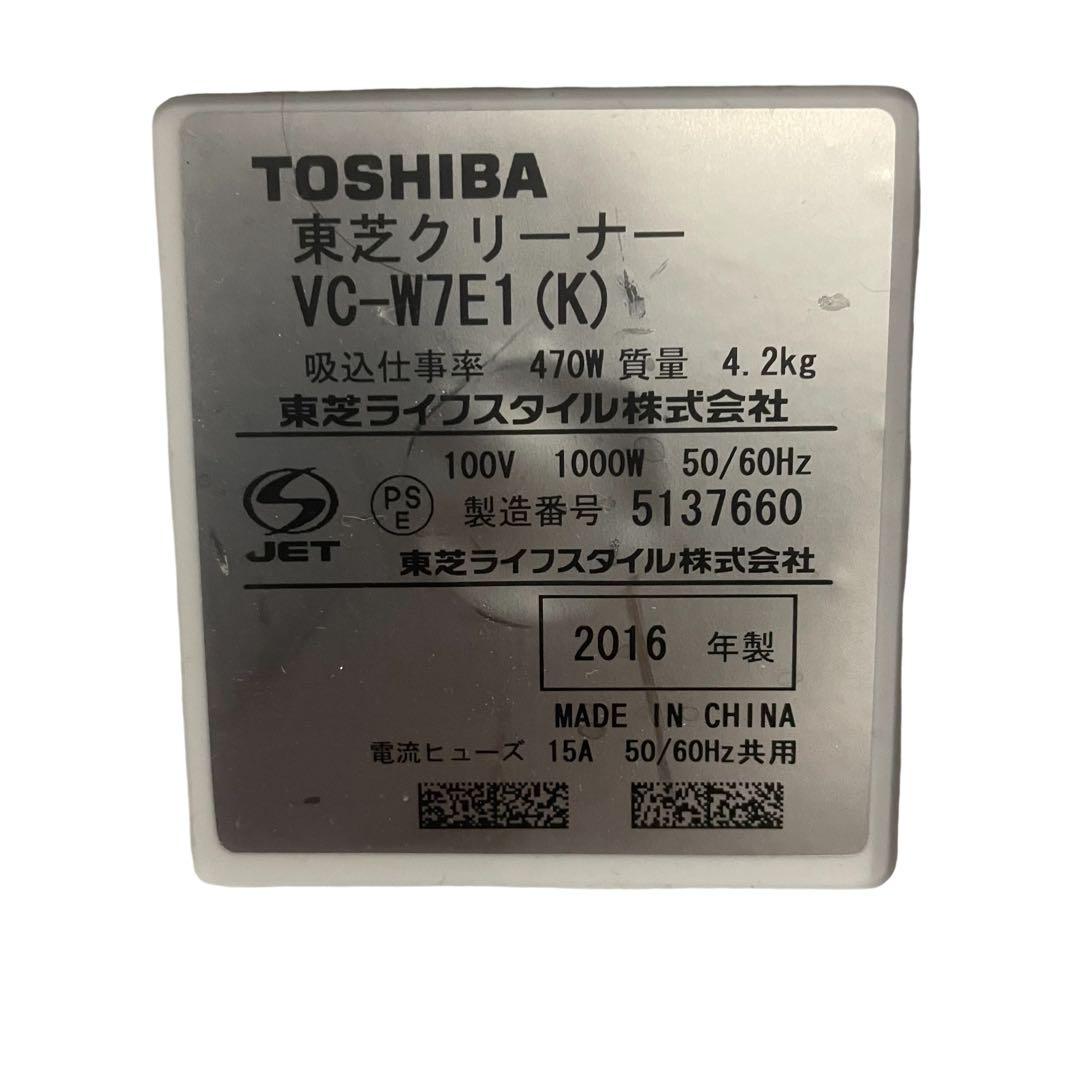 TOSHIBA
東芝クリーナー
VC-W7E1(K)
吸込仕事率 470W 質量 4.2kg
東芝ライフスタイル株式会社
100V 1000W 50/60Hz
PS
E
製造番号 5137660
JET
東芝ライフスタイル株式会社
2016 年製
MADE IN CHINA
電流ヒューズ 15A 50/60Hz共用